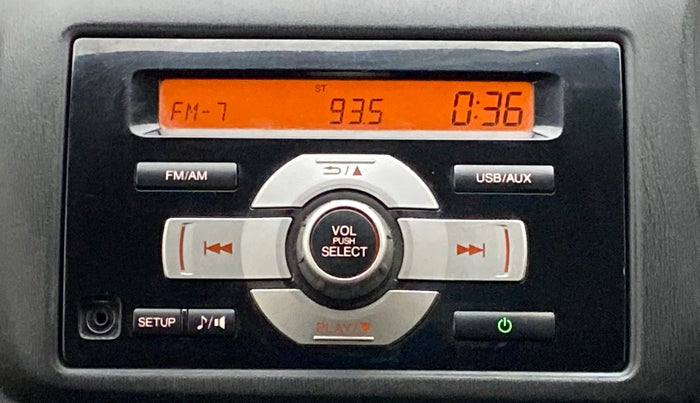 ST
FM-7 93.5 0:36
FM/AM
USB/AUX
VOL
PUSH
SELECT
SETUP
PLAY/